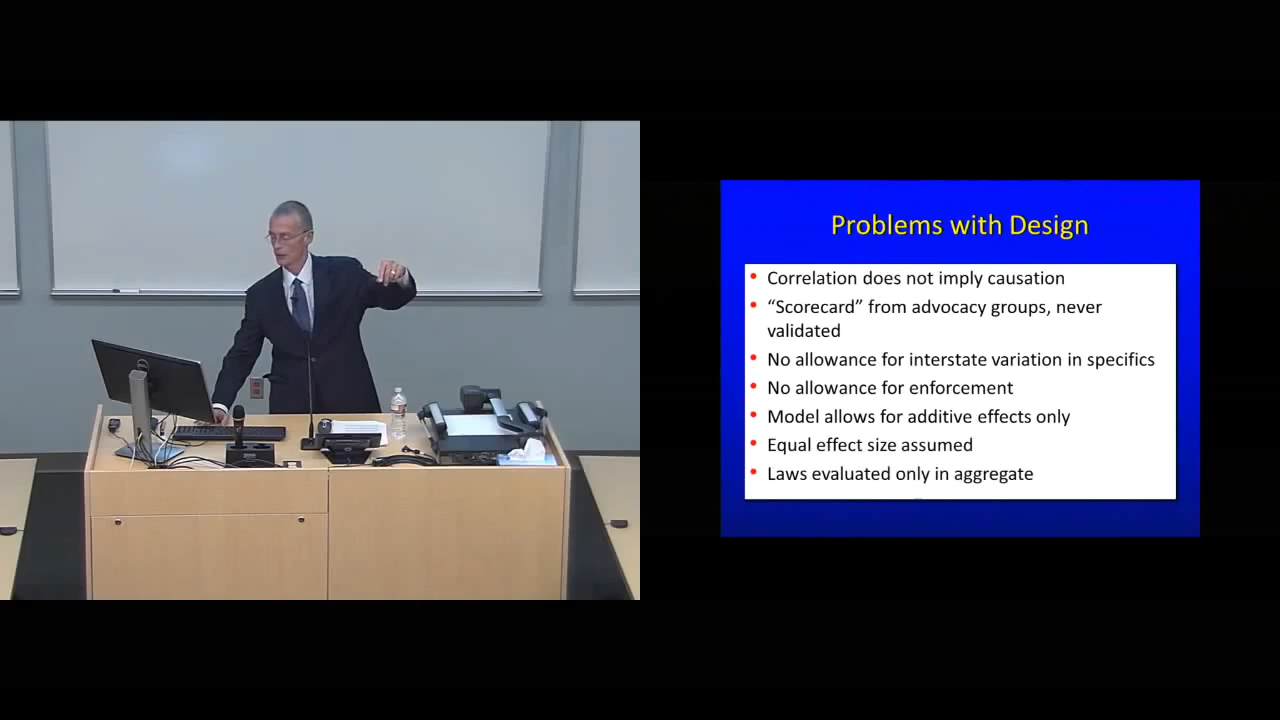 Problems with Design
• Correlation does not imply causation
• “Scorecard” from advocacy groups, never
validated
• No allowance for interstate variation in specifics
• No allowance for enforcement
• Model allows for additive effects only
• Equal effect size assumed
• Laws evaluated only in aggregate